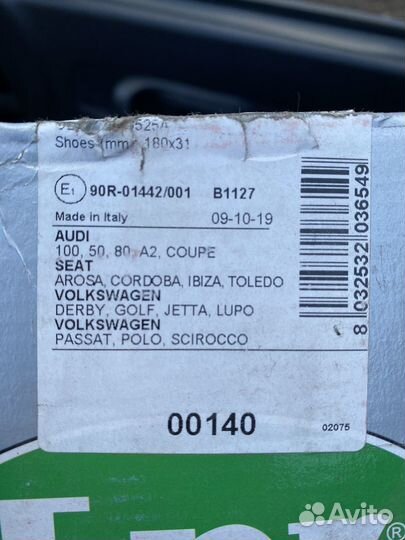 525A
Shoes (mm): 180x31
E1 90R-01442/001 B1127
Made in Italy 09-10-19
AUDI
100, 50, 80, A2, COUPE
SEAT
AROSA, CORDOBA, IBIZA, TOLEDO
VOLKSWAGEN
DERBY, GOLF, JETTA, LUPO
VOLKSWAGEN
PASSAT, POLO, SCIROCCO
00140
02075
8 032532 036549
Avito